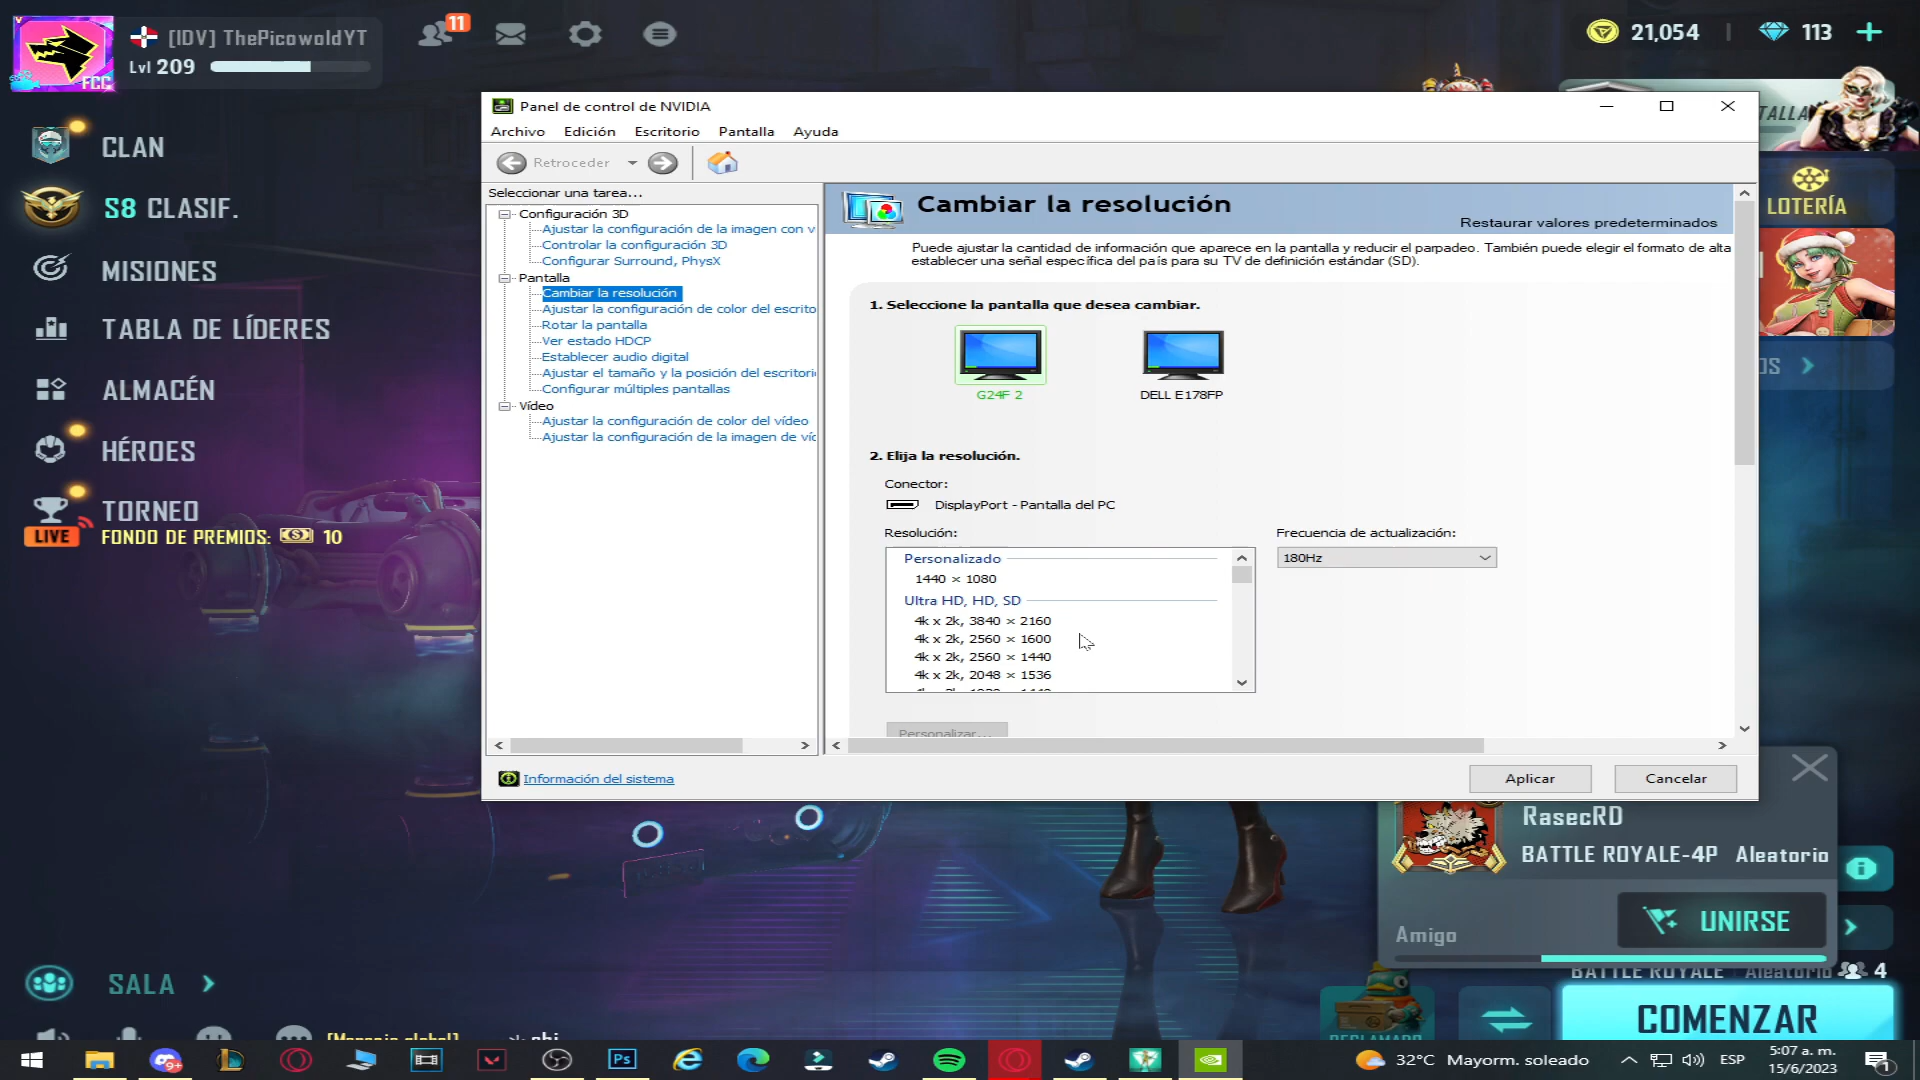 [IDV] ThePicowoldYT
Lvl 209
FCC
11
21,054
113
CLAN
S8 CLASIF.
MISIONES
TABLA DE LÍDERES
ALMACÉN
HÉROES
TORNEO
LIVE
FONDO DE PREMIOS: 10
SALA
Panel de control de NVIDIA
Archivo Edición Escritorio Pantalla Ayuda
Retroceder
Seleccionar una tarea...
Configuración 3D
Ajustar la configuración de la imagen con v
Controlar la configuración 3D
Configurar Surround, PhysX
Pantalla
Cambiar la resolución
Ajustar la configuración de color del escrito
Rotar la pantalla
Ver estado HDCP
Establecer audio digital
Ajustar el tamaño y la posición del escritori
Configurar múltiples pantallas
Vídeo
Ajustar la configuración de color del vídeo
Ajustar la configuración de la imagen de víd
Cambiar la resolución
Restaurar valores predeterminados
Puede ajustar la cantidad de información que aparece en la pantalla y reducir el parpadeo. También puede elegir el formato de alta
establecer una señal específica del país para su TV de definición estándar (SD).
1. Seleccione la pantalla que desea cambiar.
G24F 2
DELL E178FP
2. Elija la resolución.
Conector:
DisplayPort - Pantalla del PC
Resolución:
Frecuencia de actualización:
Personalizado
180Hz
1440 × 1080
Ultra HD, HD, SD
4k x 2k, 3840 × 2160
4k x 2k, 2560 × 1600
4k x 2k, 2560 × 1440
4k x 2k, 2048 × 1536
Personalizar...
Información del sistema
Aplicar
Cancelar
TALLA
LOTERÍA
OS
RasecRD
BATTLE ROYALE-4P Aleatorio
Amigo
UNIRSE
BATTLE ROYALE Aleatorio 4
COMENZAR
9+
Ps
32°C Mayorm. soleado
ESP
5:07 a. m.
15/6/2023
1